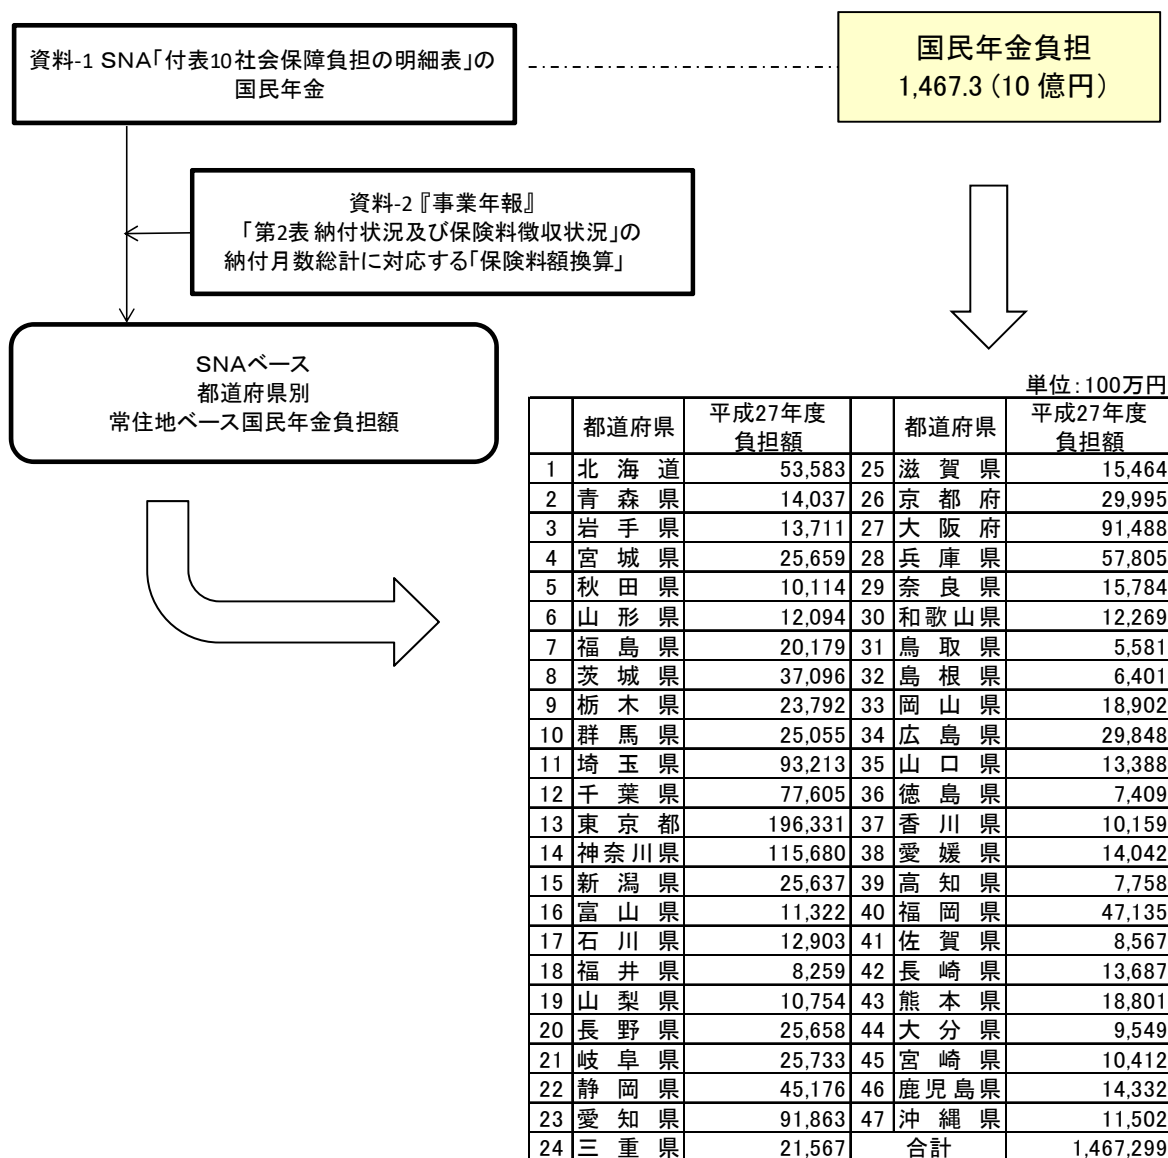 資料-1 SNA「付表10社会保障負担の明細表」の
国民年金
国民年金負担
1,467.3 (10 億円)
資料-2『事業年報』
「第2表 納付状況及び保険料徴収状況」の
納付月数総計に対応する「保険料額換算」
SNAベース
都道府県別
常住地ベース国民年金負担額
単位：100万円
都道府県 平成27年度 都道府県 平成27年度
負担額 負担額
1 北海道 53,583 25 滋賀県 15,464
2 青森県 14,037 26 京都府 29,995
3 岩手県 13,711 27 大阪府 91,488
4 宮城県 25,659 28 兵庫県 57,805
5 秋田県 10,114 29 奈良県 15,784
6 山形県 12,094 30 和歌山県 12,269
7 福島県 20,179 31 鳥取県 5,581
8 茨城県 37,096 32 島根県 6,401
9 栃木県 23,792 33 岡山県 18,902
10 群馬県 25,055 34 広島県 29,848
11 埼玉県 93,213 35 山口県 13,388
12 千葉県 77,605 36 徳島県 7,409
13 東京都 196,331 37 香川県 10,159
14 神奈川県 115,680 38 愛媛県 14,042
15 新潟県 25,637 39 高知県 7,758
16 富山県 11,322 40 福岡県 47,135
17 石川県 12,903 41 佐賀県 8,567
18 福井県 8,259 42 長崎県 13,687
19 山梨県 10,754 43 熊本県 18,801
20 長野県 25,658 44 大分県 9,549
21 岐阜県 25,733 45 宮崎県 10,412
22 静岡県 45,176 46 鹿児島県 14,332
23 愛知県 91,863 47 沖縄県 11,502
24 三重県 21,567 合計 1,467,299